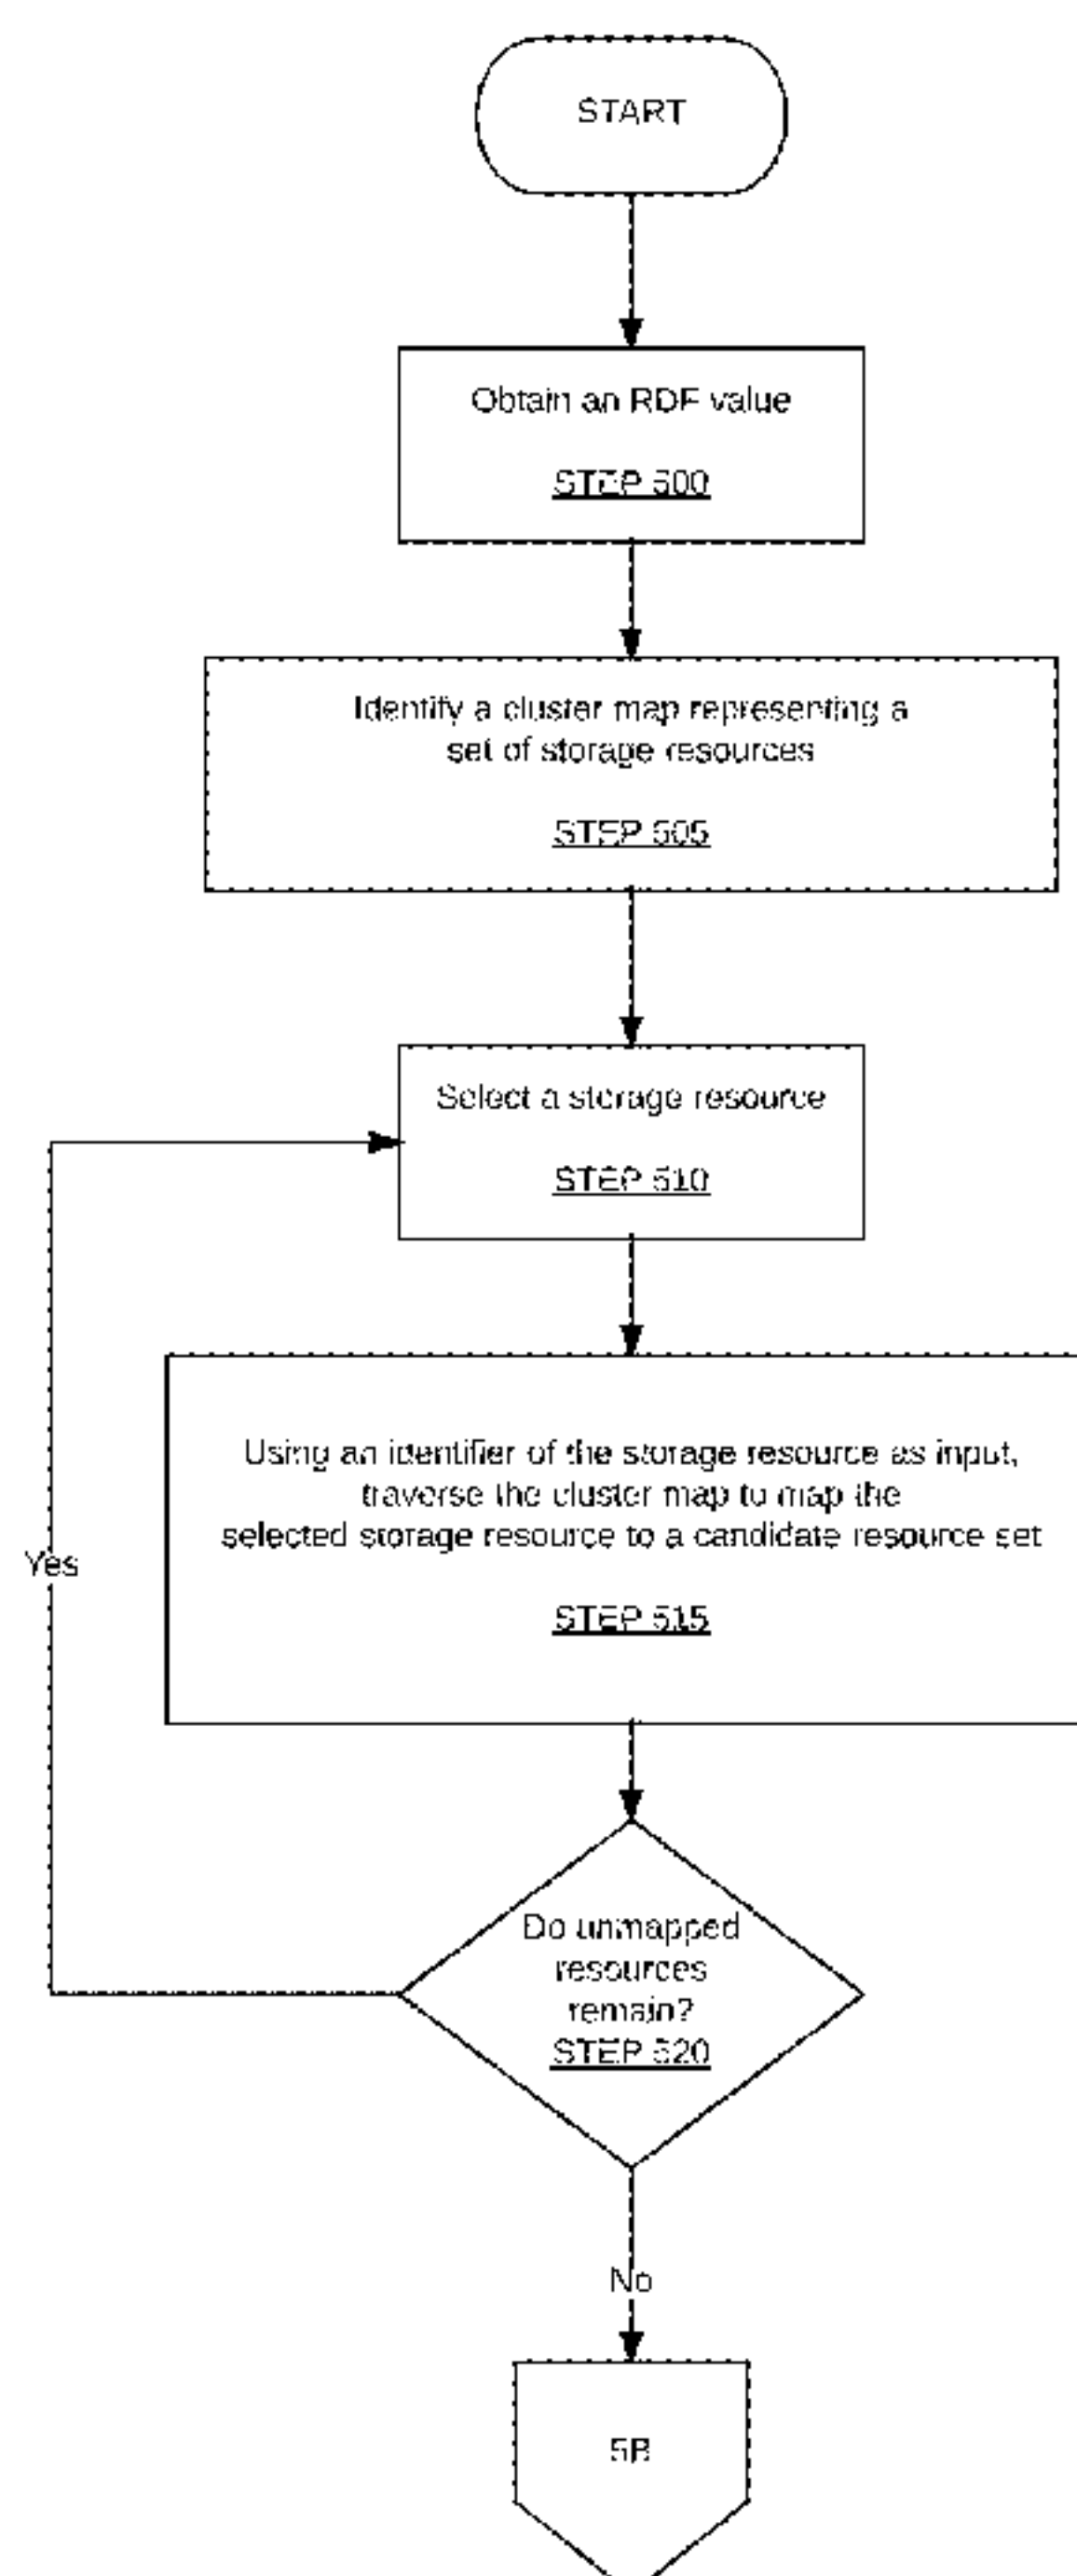 START
Obtain an RDF value
STEP 500
Identify a cluster map representing a
set of storage resources
STEP 505
Select a storage resource
STEP 510
Using an identifier of the storage resource as input,
traverse the cluster map to map the
selected storage resource to a candidate resource set
STEP 515
Yes
Do unmapped
resources
remain?
STEP 520
No
5B